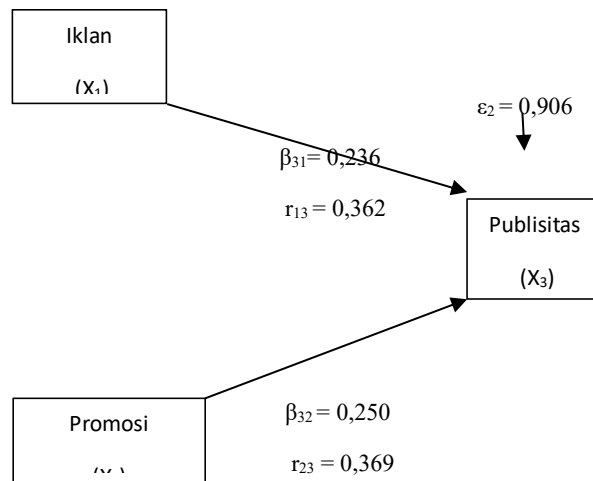 Iklan
(X₁)
ε₂ = 0,906
β₃₁= 0,236
r₁₃ = 0,362
Publisitas
(X₃)
β₃₂ = 0,250
Promosi
r₂₃ = 0,369